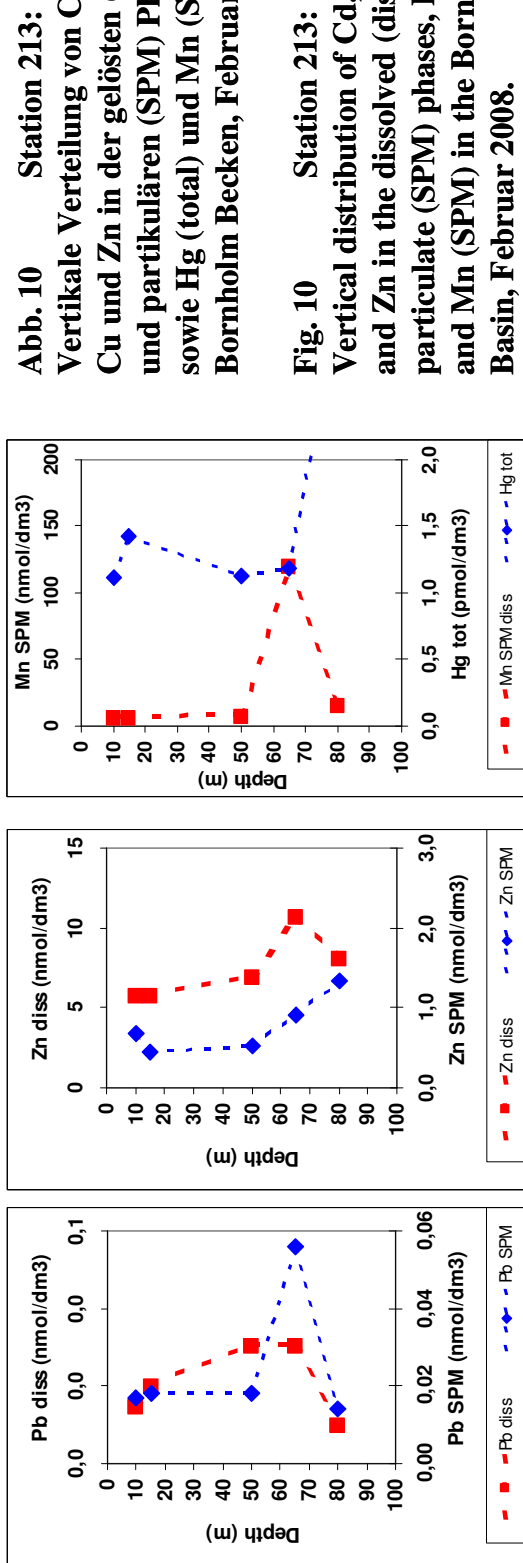 Pb diss (nmol/dm3)
0,0 0,0 0,0 0,1
0
10
20
30
40
50
60
70
80
90
100
Depth (m)
0,00 0,02 0,04 0,06
Pb SPM (nmol/dm3)
Pb diss Pb SPM
Zn diss (nmol/dm3)
0 5 10 15
0
10
20
30
40
50
60
70
80
90
100
Depth (m)
0,0 1,0 2,0 3,0
Zn SPM (nmol/dm3)
Zn diss Zn SPM
Mn SPM (nmol/dm3)
0 50 100 150 200
0
10
20
30
40
50
60
70
80
90
100
Depth (m)
0,0 0,5 1,0 1,5 2,0
Hg tot (pmol/dm3)
Mn SPM diss Hg tot
Abb. 10 Station 213:
Vertikale Verteilung von
Cu und Zn in der gelösten
und partikulären (SPM)
sowie Hg (total) und Mn
Bornholm Becken, Februar
Fig. 10 Station 213:
Vertical distribution of Cd,
and Zn in the dissolved
particulate (SPM) phases,
and Mn (SPM) in the
Basin, Februar 2008.